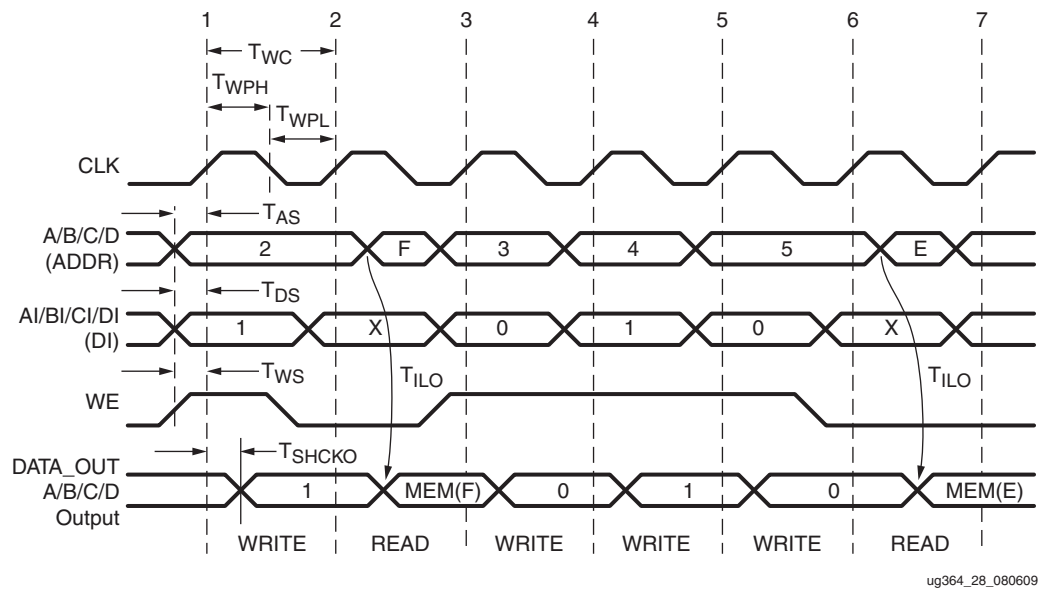 1 2 3 4 5 6 7
TWC
TWPH
TWPL
CLK
TAS
A/B/C/D
(ADDR)
2 F 3 4 5 E
TDS
AI/BI/CI/DI
(DI)
1 X 0 1 0 X
TWS
TILO TILO
WE
TSHCKO
DATA_OUT
A/B/C/D
Output
1 MEM(F) 0 1 0 MEM(E)
WRITE READ WRITE WRITE WRITE READ
ug364_28_080609